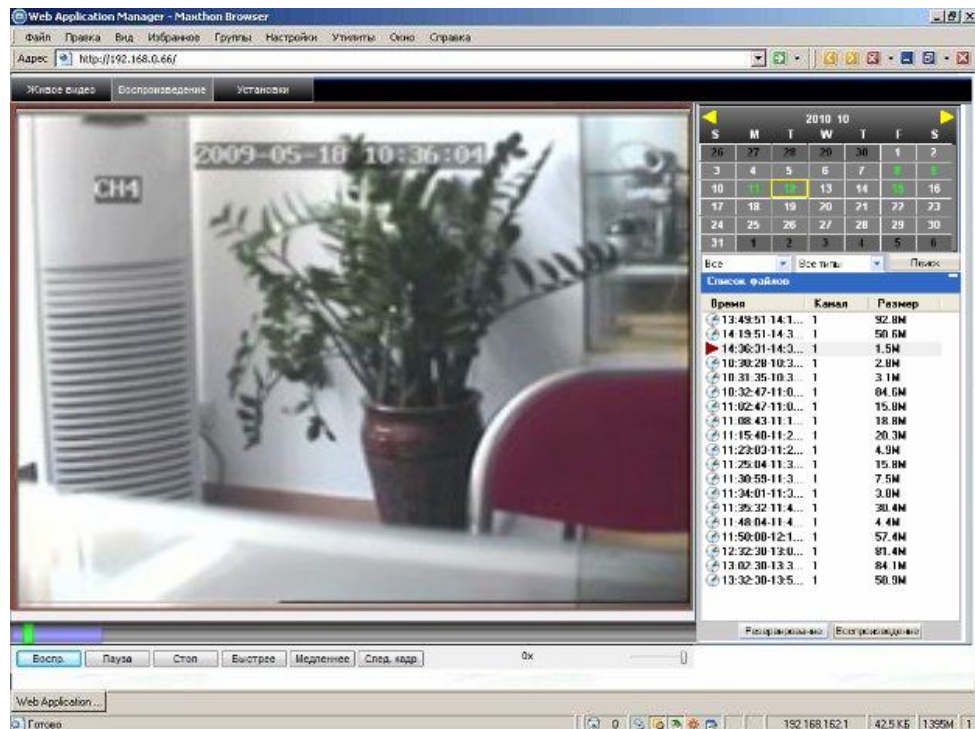 Web Application Manager - Maxthon Browser
Файл Правка Вид Избранное Группы Настройки Утилиты Окно Справка
Адрес http://192.168.0.66/
Живое видео Воспроизведение Установки
2009-05-18 10:36:04
CH4
2010 10
S M T W T F S
26 27 28 29 30 1 2
3 4 5 6 7
10 11 12 13 14 15 16
17 18 19 20 21 22 23
24 25 26 27 28 29 30
31 1 2 3 4 5 6
Все Все типы Поиск
Список файлов
Время Канал Размер
13:49:51-14:1... 1 92.8M
14:19:51-14:3... 1 50.6M
14:36:31-14:3... 1 1.5M
10:30:28-10:3... 1 2.8M
10:31:35-10:3... 1 3.1M
10:32:47-11:0... 1 84.6M
11:02:47-11:0... 1 15.8M
11:08:43-11:1... 1 18.8M
11:15:40-11:2... 1 20.3M
11:23:03-11:2... 1 4.9M
11:25:04-11:3... 1 15.8M
11:30:59-11:3... 1 7.5M
11:34:01-11:3... 1 3.0M
11:35:32-11:4... 1 30.4M
11:48:04-11:4... 1 4.4M
11:50:00-12:1... 1 57.4M
12:32:30-13:0... 1 81.4M
13:02:30-13:3... 1 84.1M
13:32:30-13:5... 1 50.9M
Резервирование Воспроизведение
Воспр. Пауза Стоп Быстрее Медленнее След. кадр 0x
Web Application ...
Готово 0 192.168.162.1 42.5 КБ 1395M 1